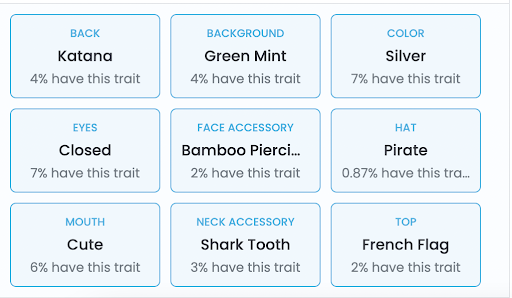 BACK
Katana
4% have this trait
BACKGROUND
Green Mint
4% have this trait
COLOR
Silver
7% have this trait
EYES
Closed
7% have this trait
FACE ACCESSORY
Bamboo Pierci...
2% have this trait
HAT
Pirate
0.87% have this tra...
MOUTH
Cute
6% have this trait
NECK ACCESSORY
Shark Tooth
3% have this trait
TOP
French Flag
2% have this trait